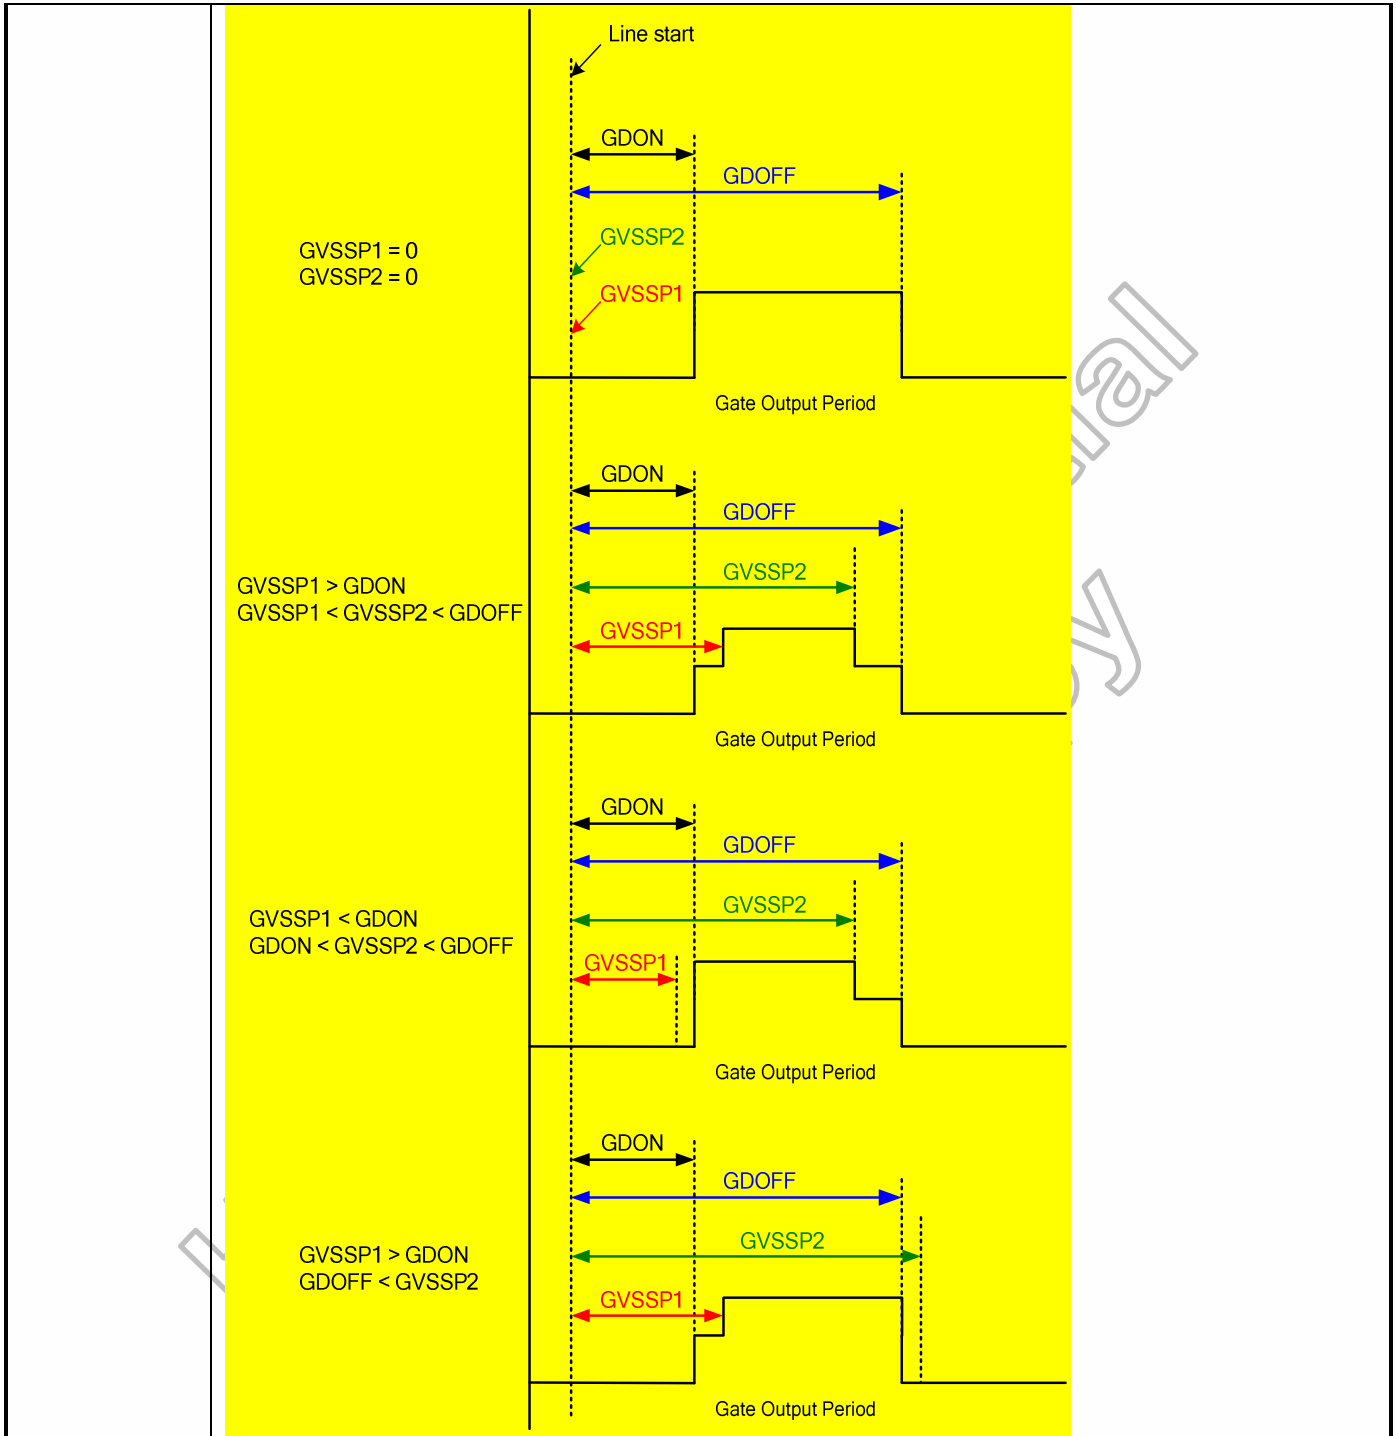 Line start
GDON
GDOFF
GVSSP1 = 0
GVSSP2 = 0
GVSSP2
GVSSP1
Gate Output Period
GDON
GDOFF
GVSSP1 > GDON
GVSSP1 < GVSSP2 < GDOFF
GVSSP2
GVSSP1
Gate Output Period
GDON
GDOFF
GVSSP1 < GDON
GDON < GVSSP2 < GDOFF
GVSSP2
GVSSP1
Gate Output Period
GDON
GDOFF
GVSSP1 > GDON
GDOFF < GVSSP2
GVSSP2
GVSSP1
Gate Output Period